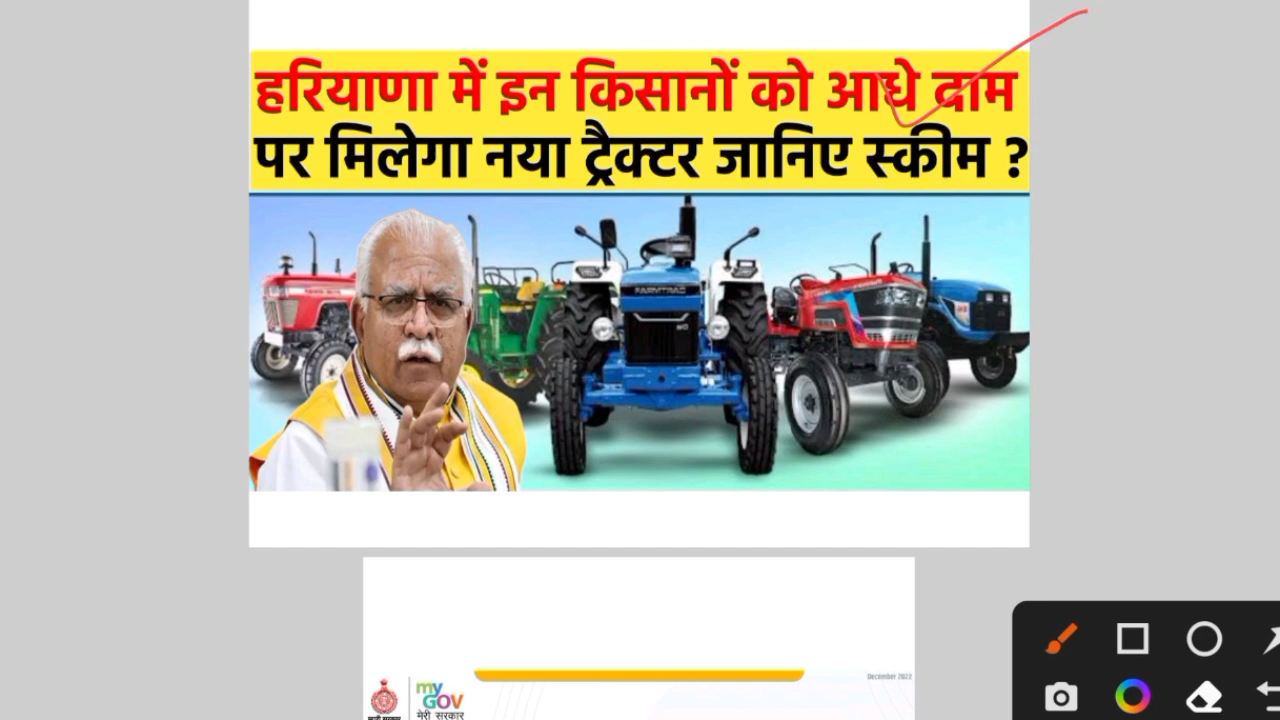 हरियाणा में इन किसानों को आधे दाम
पर मिलेगा नया ट्रैक्टर जानिए स्कीम ?
FARMTRAC
December 2022
my
GOV
मेरी सरकार